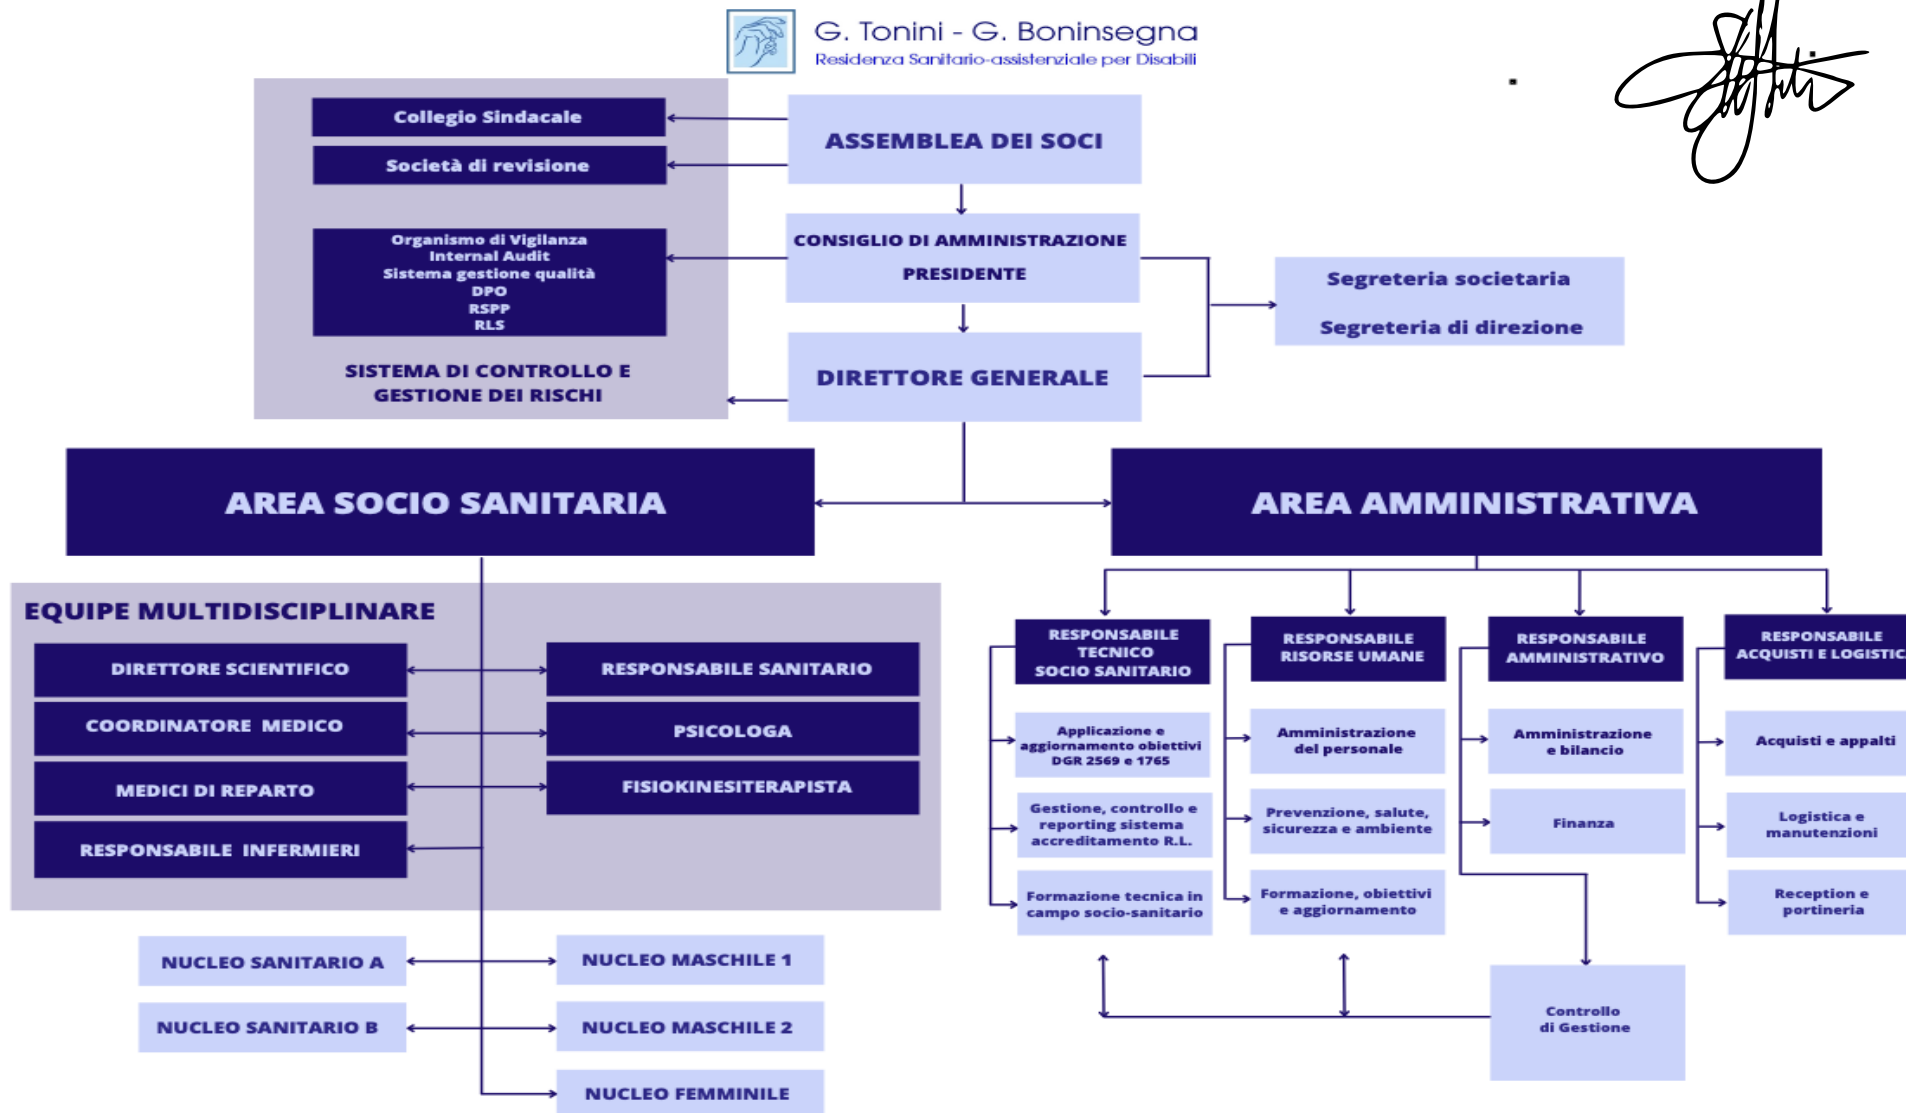 G. Tonini - G. Boninsegna
Residenza Sanitario-assistenziale per Disabili
Collegio Sindacale
Società di revisione
ASSEMBLEA DEI SOCI
Organismo di Vigilanza
Internal Audit
Sistema gestione qualità
DPO
RSPP
RLS
SISTEMA DI CONTROLLO E
GESTIONE DEI RISCHI
CONSIGLIO DI AMMINISTRAZIONE
PRESIDENTE
Segreteria societaria
Segreteria di direzione
DIRETTORE GENERALE
AREA SOCIO SANITARIA
AREA AMMINISTRATIVA
EQUIPE MULTIDISCIPLINARE
DIRETTORE SCIENTIFICO
RESPONSABILE SANITARIO
COORDINATORE MEDICO
PSICOLOGA
MEDICI DI REPARTO
FISIOKINESITERAPISTA
RESPONSABILE INFERMIERI
NUCLEO SANITARIO A
NUCLEO MASCHILE 1
NUCLEO SANITARIO B
NUCLEO MASCHILE 2
NUCLEO FEMMINILE
RESPONSABILE
TECNICO
SOCIO SANITARIO
Applicazione e
aggiornamento obiettivi
DGR 2569 e 1765
Gestione, controllo e
reporting sistema
accreditamento R.L.
Formazione tecnica in
campo socio-sanitario
RESPONSABILE
RISORSE UMANE
Amministrazione
del personale
Prevenzione, salute,
sicurezza e ambiente
Formazione, obiettivi
e aggiornamento
RESPONSABILE
AMMINISTRATIVO
Amministrazione
e bilancio
Finanza
Controllo
di Gestione
RESPONSABILE
ACQUISTI E LOGISTIC
Acquisti e appalti
Logistica e
manutenzioni
Reception e
portineria